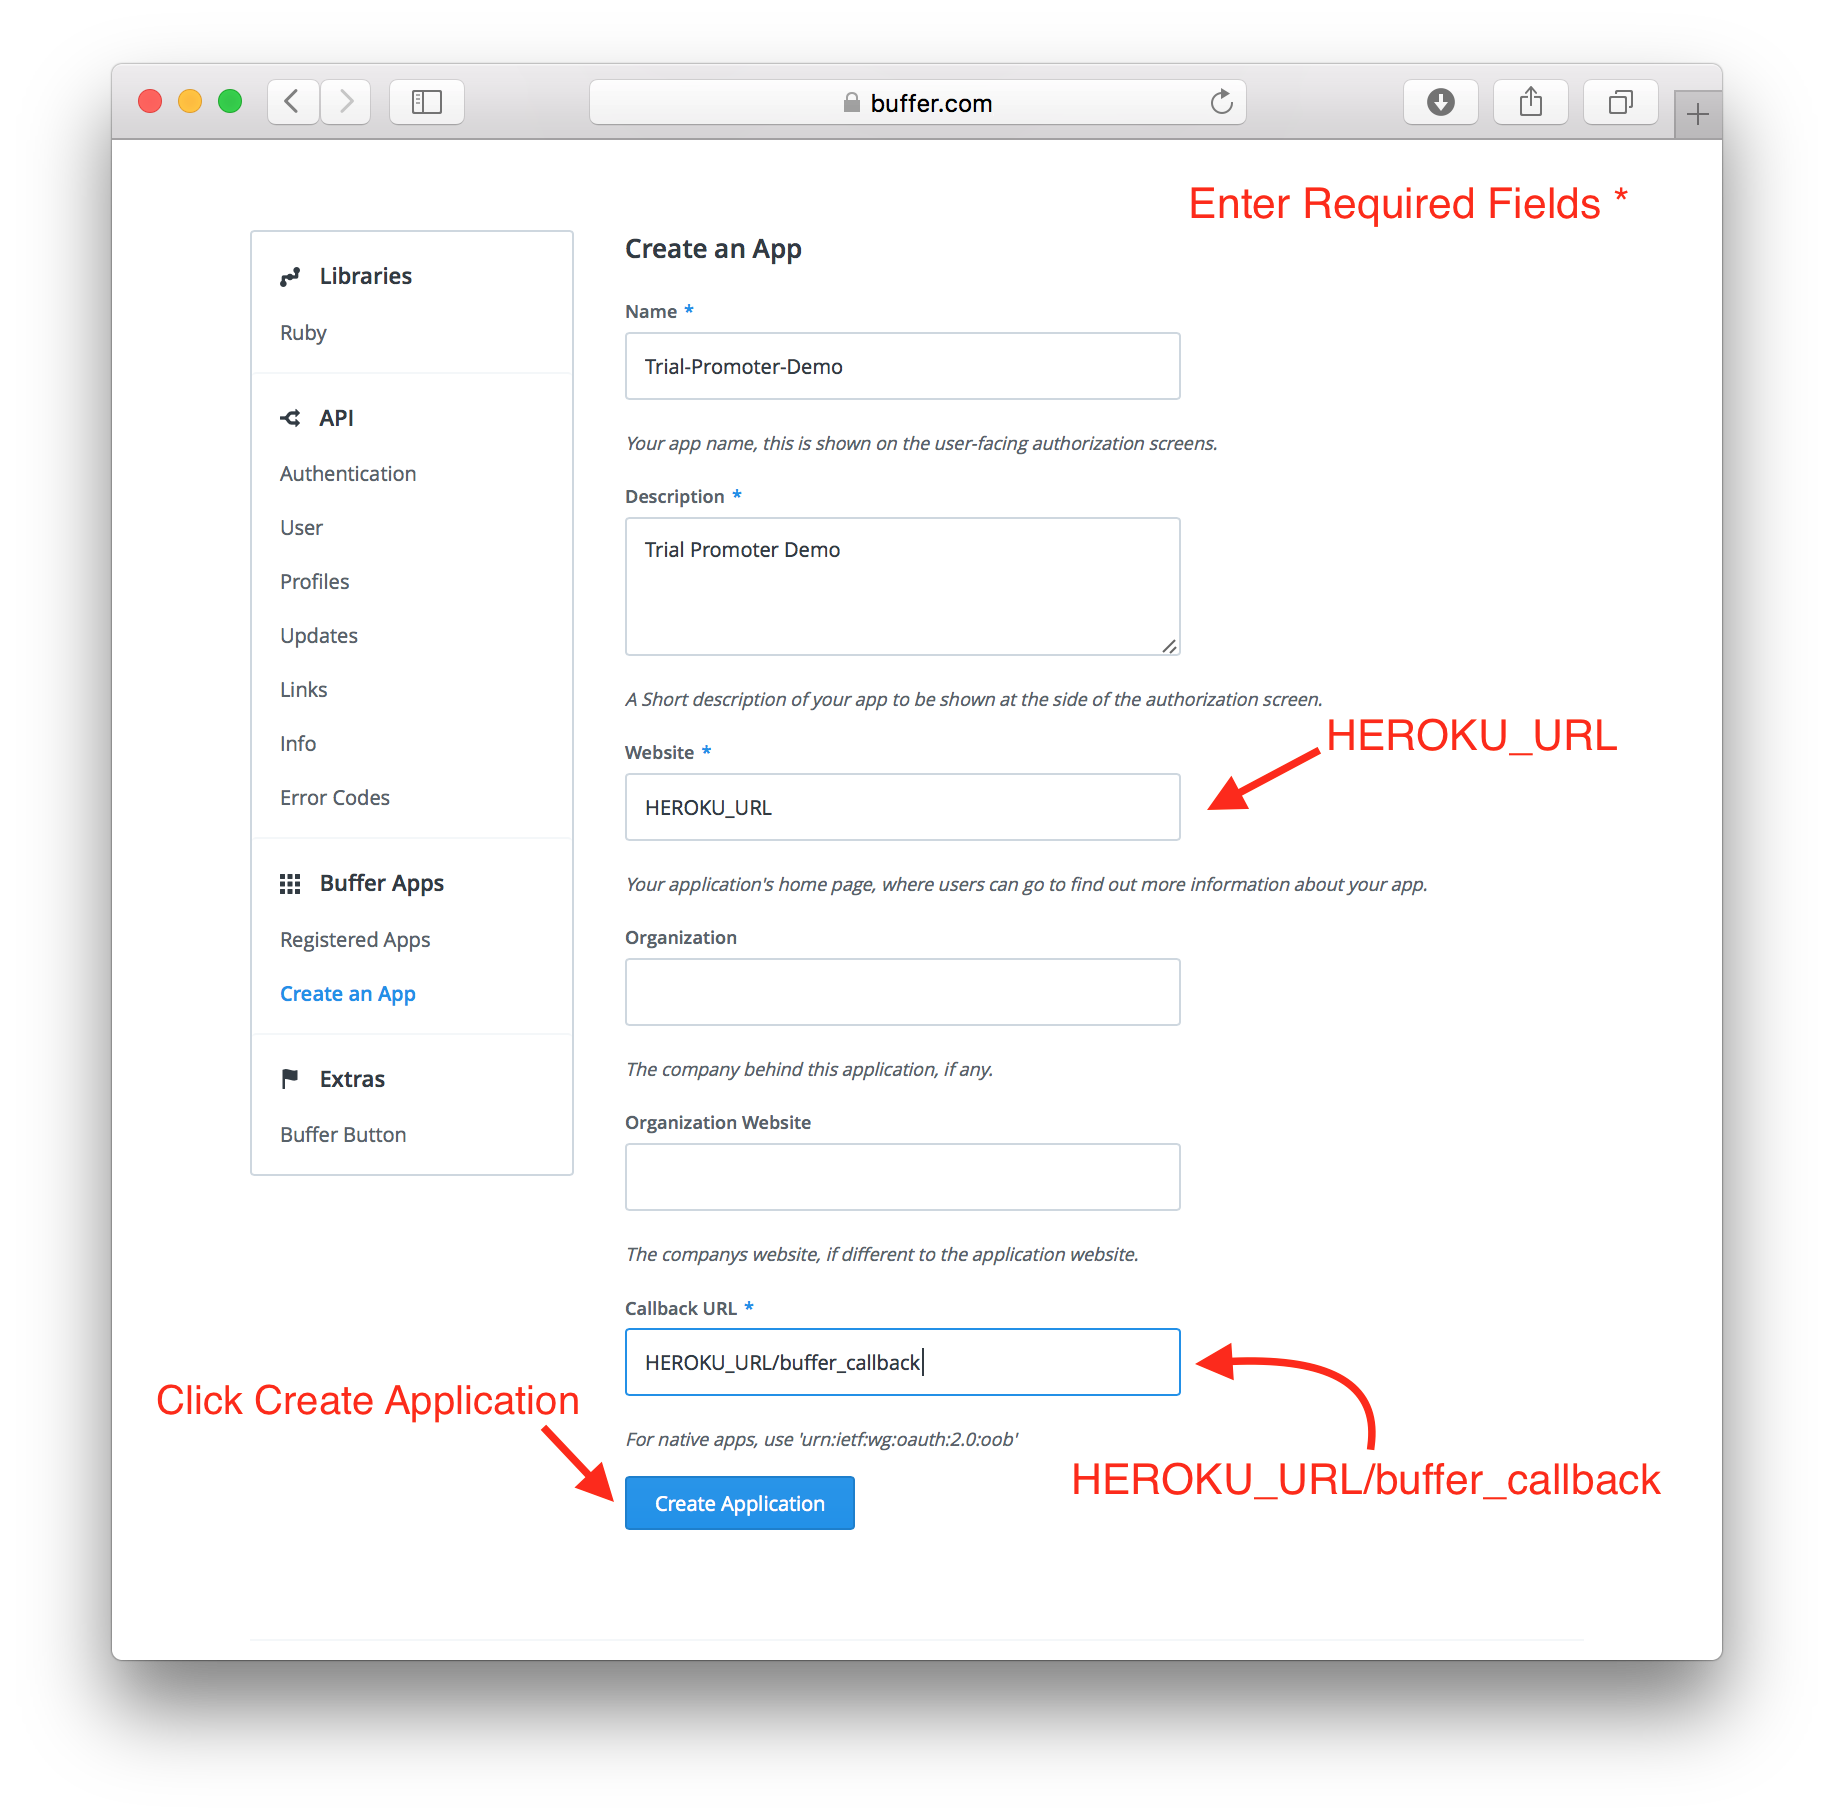 buffer.com
Enter Required Fields *
Libraries
Ruby
API
Authentication
User
Profiles
Updates
Links
Info
Error Codes
Buffer Apps
Registered Apps
Create an App
Extras
Buffer Button
Create an App
Name *
Trial-Promoter-Demo
Your app name, this is shown on the user-facing authorization screens.
Description *
Trial Promoter Demo
A Short description of your app to be shown at the side of the authorization screen.
HEROKU_URL
Website *
HEROKU_URL
Your application's home page, where users can go to find out more information about your app.
Organization
The company behind this application, if any.
Organization Website
The companys website, if different to the application website.
Callback URL *
HEROKU_URL/buffer_callback
Click Create Application
For native apps, use 'urn:ietf:wg:oauth:2.0:oob'
HEROKU_URL/buffer_callback
Create Application